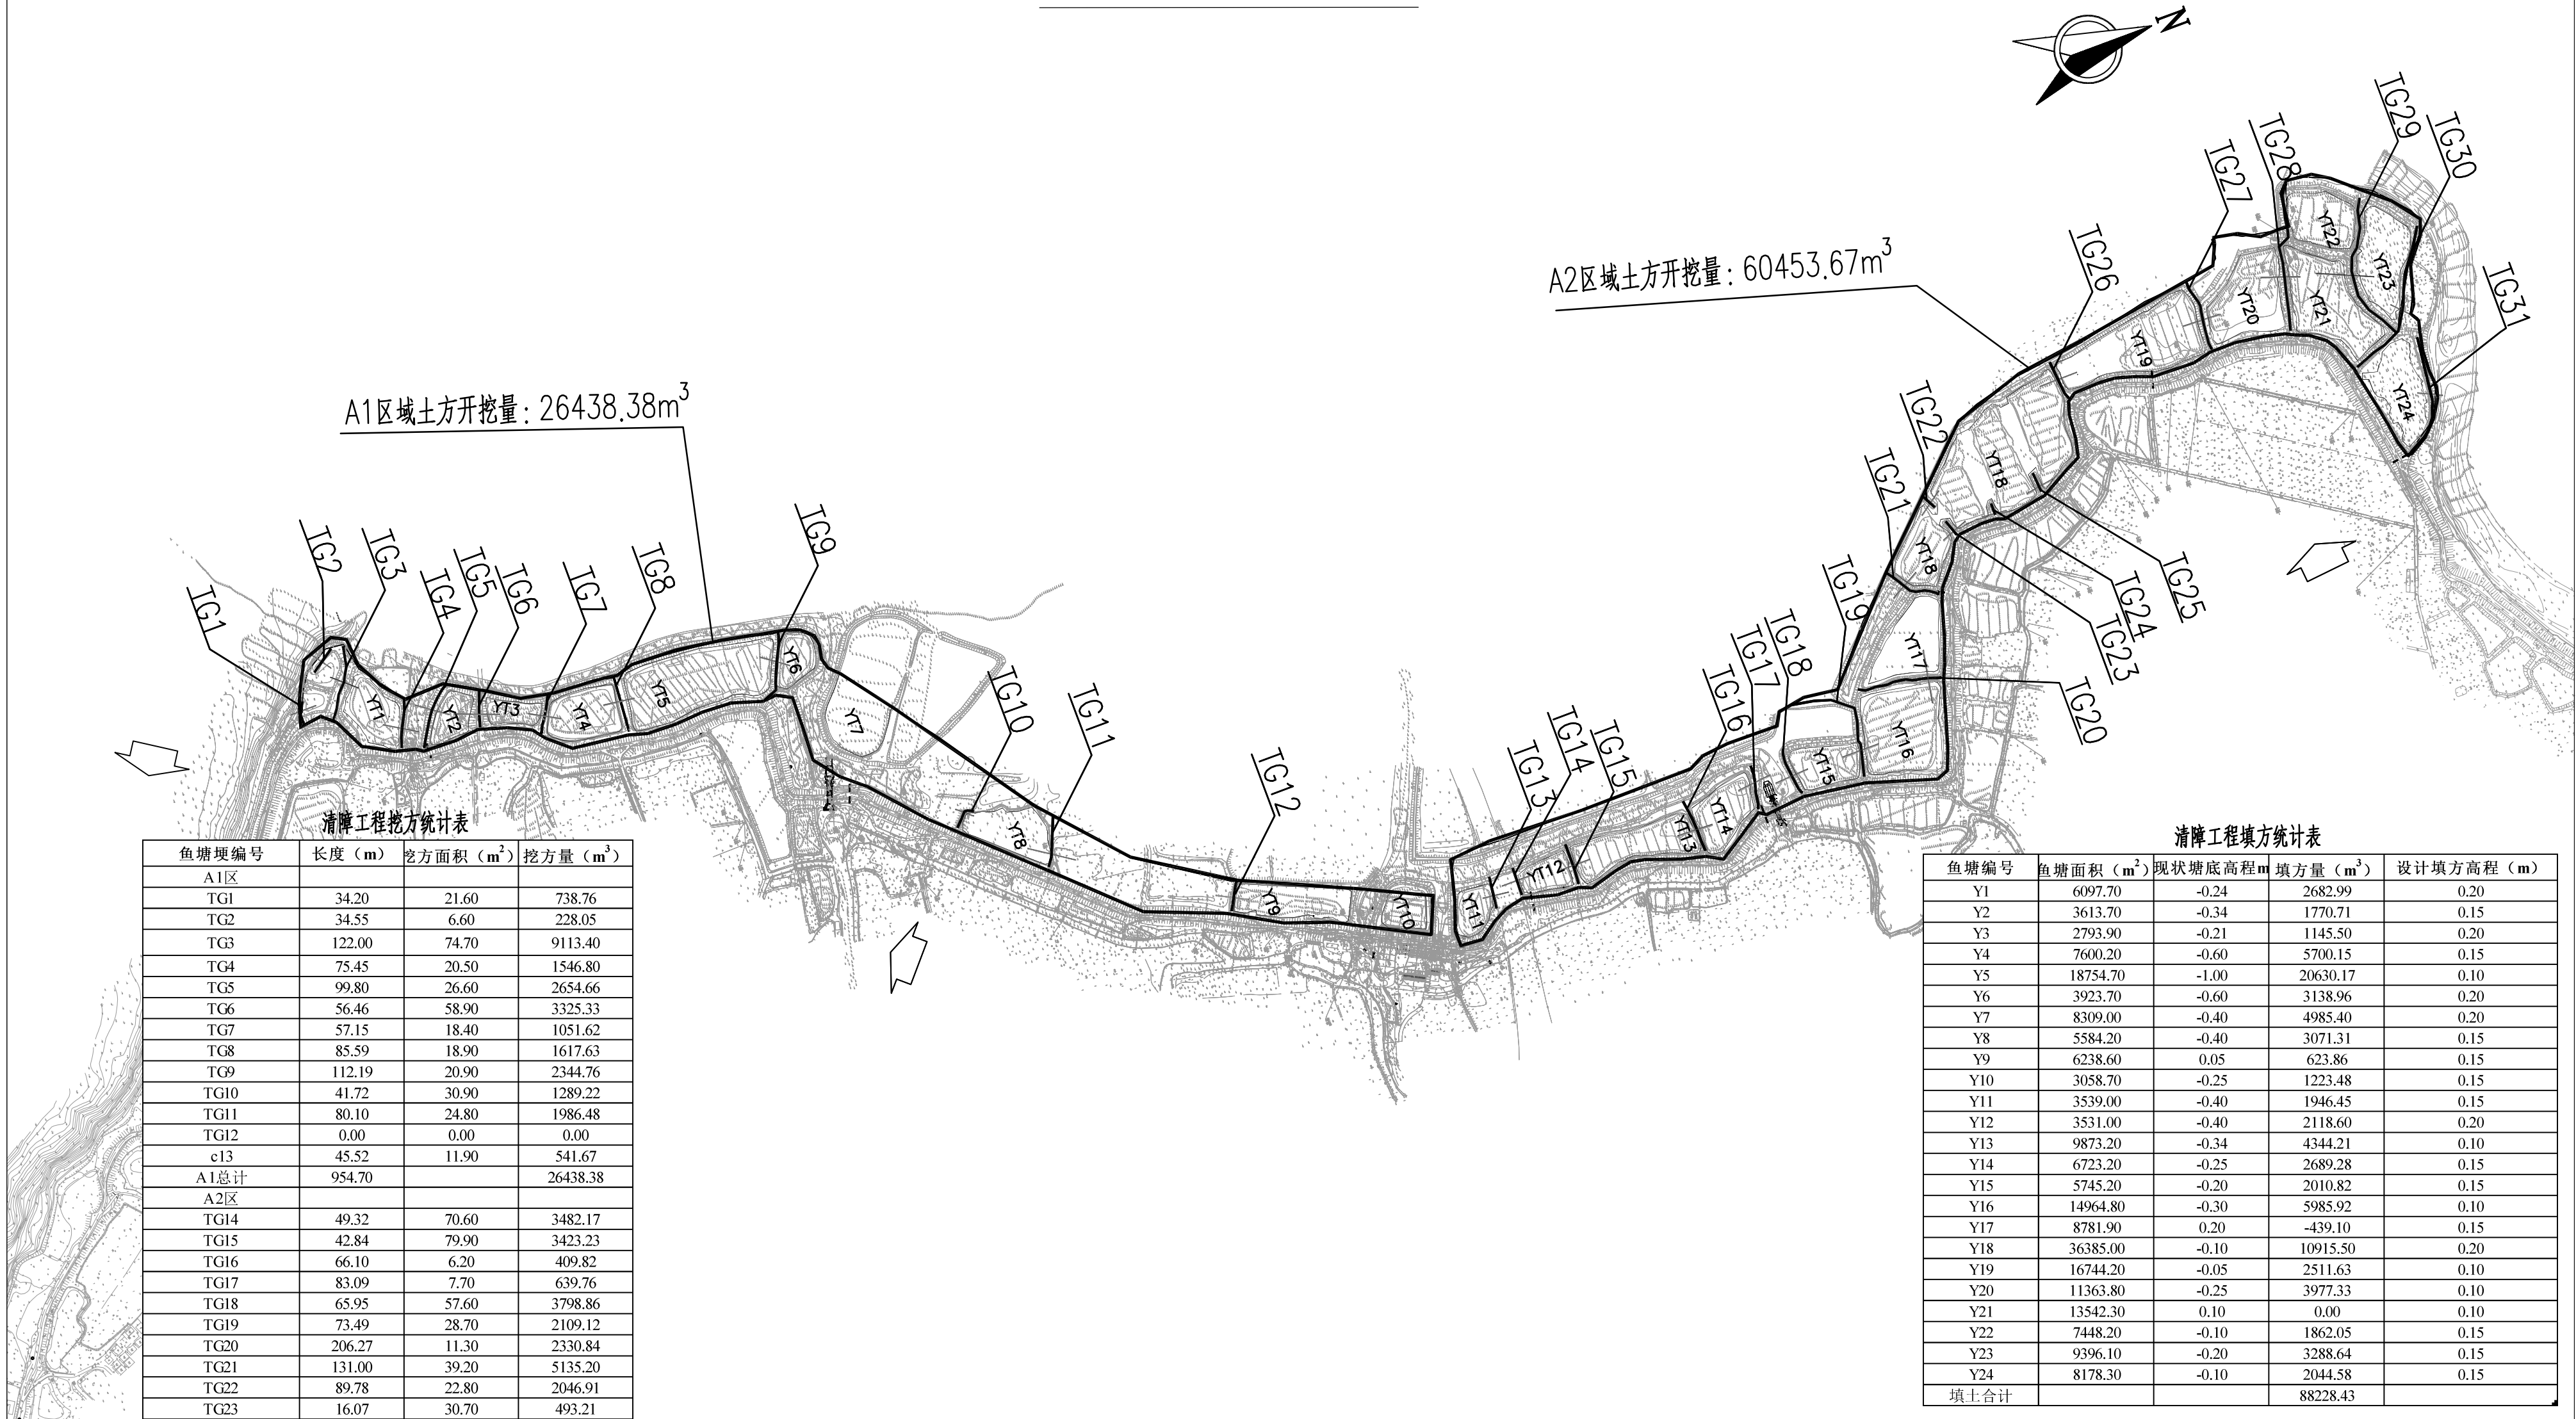 N
TG29
TG30
TG28
TG27
TG26
TG31
A2区域土方开挖量：60453.67m³
A1区域土方开挖量：26438.38m³
YT22
YT23
YT21
YT20
YT19
YT24
TG22
TG21
YT18
YT18
TG25
TG24
TG23
TG19
TG18
TG17
TG16
TG20
YT17
YT16
YT15
YT14
YT13
TG15
TG14
TG13
YT12
YT11
TG9
TG8
TG7
TG6
TG5
TG4
TG3
TG2
TG1
YT1
YT2
YT3
YT4
YT5
YT6
YT7
TG10
TG11
YT8
TG12
YT9
YT10
清障工程挖方统计表
鱼塘埂编号 长度（m） 挖方面积（m²） 挖方量（m³）
A1区
TG1 34.20 21.60 738.76
TG2 34.55 6.60 228.05
TG3 122.00 74.70 9113.40
TG4 75.45 20.50 1546.80
TG5 99.80 26.60 2654.66
TG6 56.46 58.90 3325.33
TG7 57.15 18.40 1051.62
TG8 85.59 18.90 1617.63
TG9 112.19 20.90 2344.76
TG10 41.72 30.90 1289.22
TG11 80.10 24.80 1986.48
TG12 0.00 0.00 0.00
c13 45.52 11.90 541.67
A1总计 954.70 26438.38
A2区
TG14 49.32 70.60 3482.17
TG15 42.84 79.90 3423.23
TG16 66.10 6.20 409.82
TG17 83.09 7.70 639.76
TG18 65.95 57.60 3798.86
TG19 73.49 28.70 2109.12
TG20 206.27 11.30 2330.84
TG21 131.00 39.20 5135.20
TG22 89.78 22.80 2046.91
TG23 16.07 30.70 493.21
清障工程填方统计表
鱼塘编号 鱼塘面积（m²） 现状塘底高程m 填方量（m³） 设计填方高程（m）
Y1 6097.70 -0.24 2682.99 0.20
Y2 3613.70 -0.34 1770.71 0.15
Y3 2793.90 -0.21 1145.50 0.20
Y4 7600.20 -0.60 5700.15 0.15
Y5 18754.70 -1.00 20630.17 0.10
Y6 3923.70 -0.60 3138.96 0.20
Y7 8309.00 -0.40 4985.40 0.20
Y8 5584.20 -0.40 3071.31 0.15
Y9 6238.60 0.05 623.86 0.15
Y10 3058.70 -0.25 1223.48 0.15
Y11 3539.00 -0.40 1946.45 0.15
Y12 3531.00 -0.40 2118.60 0.20
Y13 9873.20 -0.34 4344.21 0.10
Y14 6723.20 -0.25 2689.28 0.15
Y15 5745.20 -0.20 2010.82 0.15
Y16 14964.80 -0.30 5985.92 0.10
Y17 8781.90 0.20 -439.10 0.15
Y18 36385.00 -0.10 10915.50 0.20
Y19 16744.20 -0.05 2511.63 0.10
Y20 11363.80 -0.25 3977.33 0.10
Y21 13542.30 0.10 0.00 0.10
Y22 7448.20 -0.10 1862.05 0.15
Y23 9396.10 -0.20 3288.64 0.15
Y24 8178.30 -0.10 2044.58 0.15
填土合计 88228.43